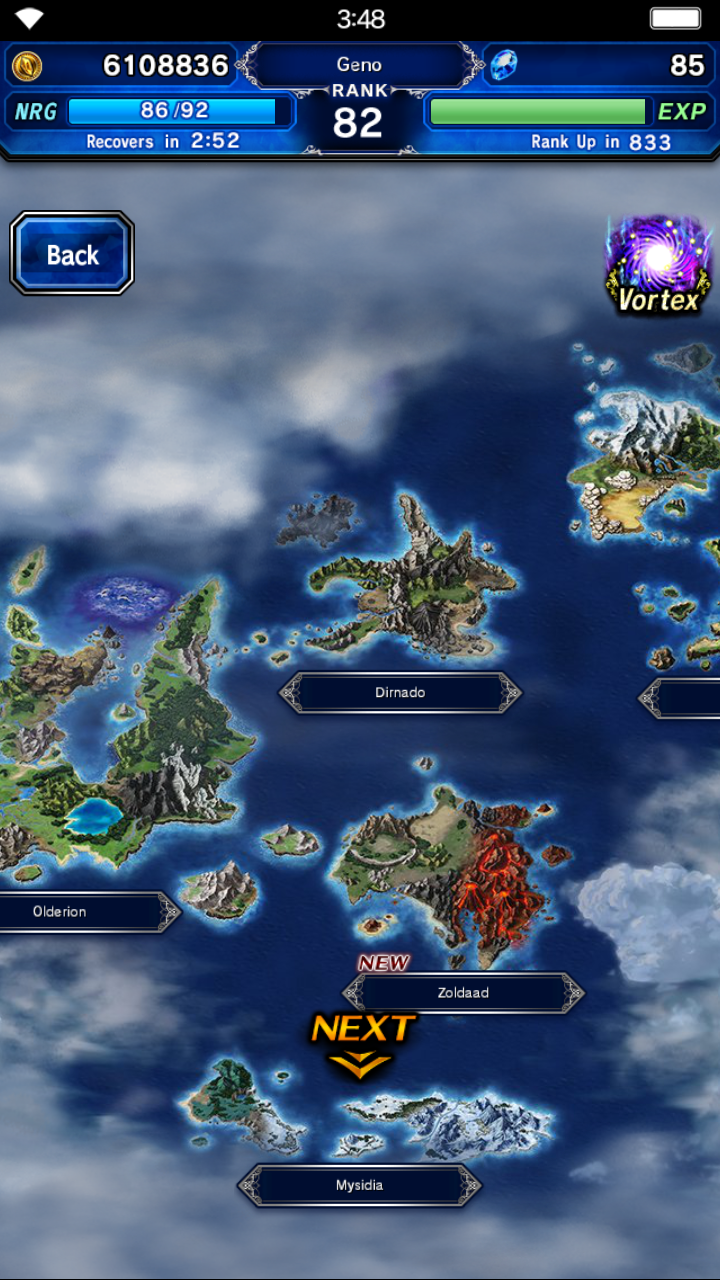 3:48
6108836
Geno
85
NRG 86/92
RANK
82
EXP
Recovers in 2:52
Rank Up in 833
Back
Vortex
Dirnado
Olderion
NEW
Zoldaad
NEXT
Mysidia